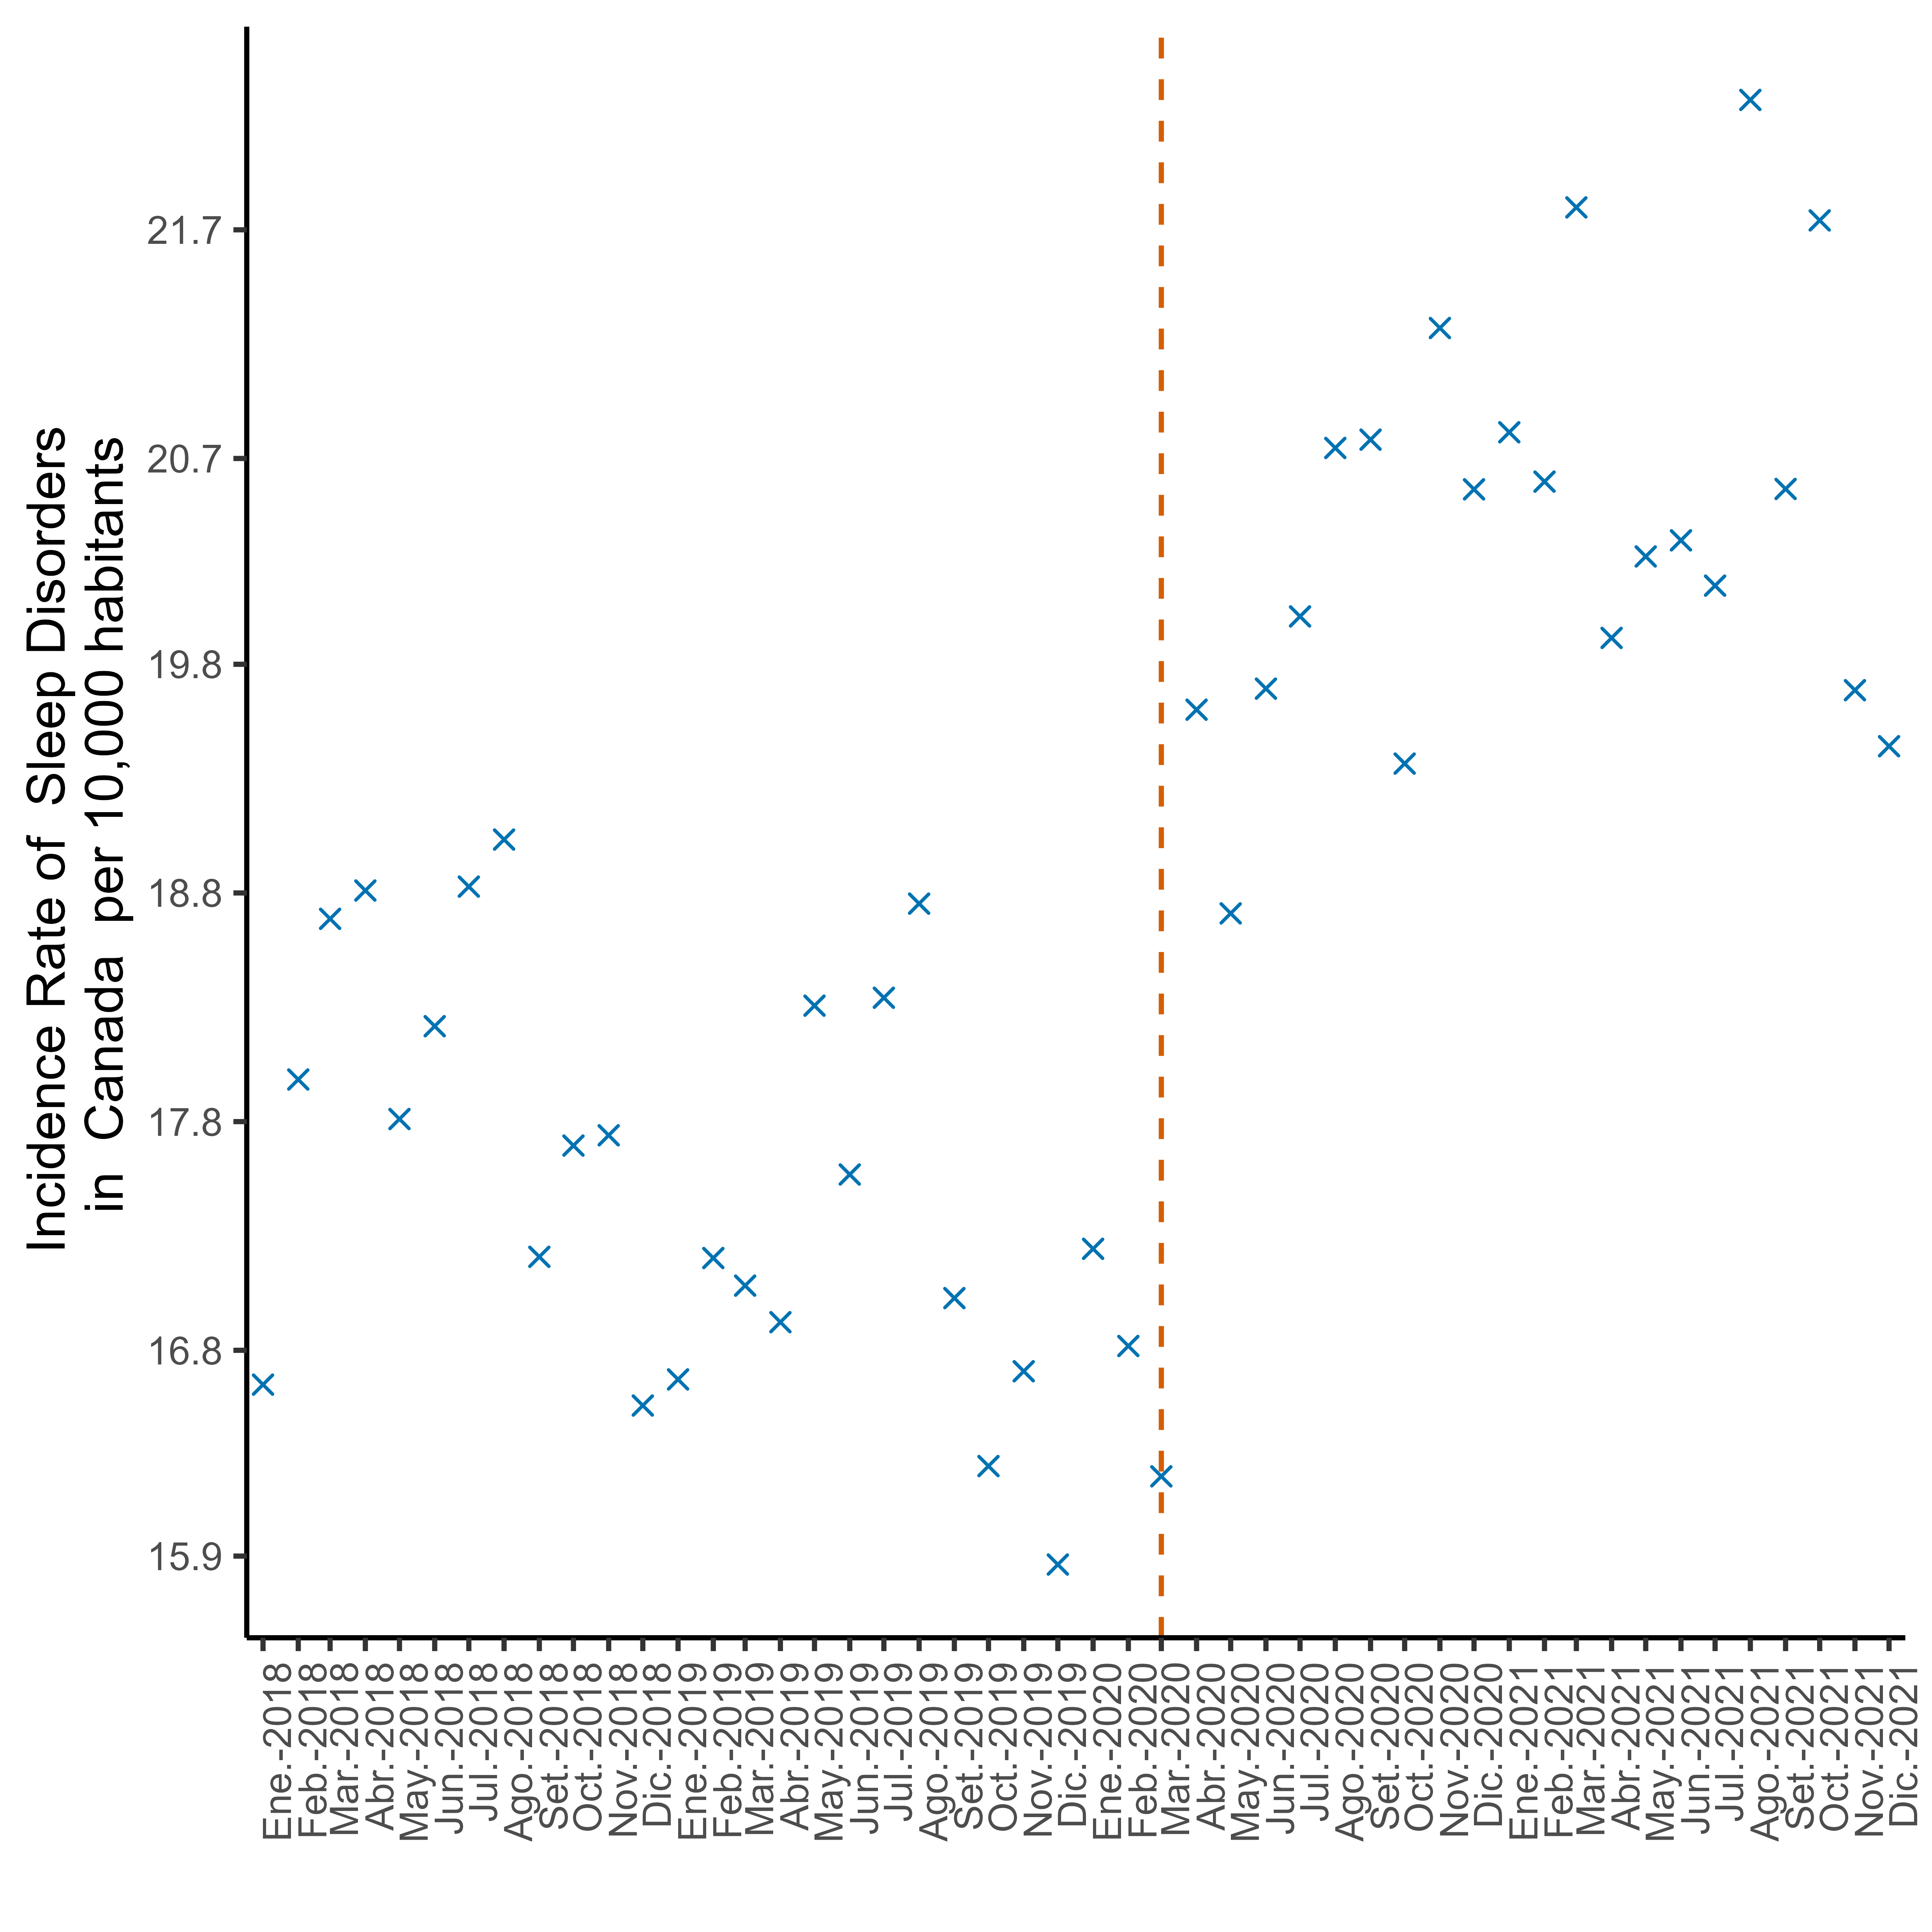 Incidence Rate of  Sleep Disorders
in  Canada  per 10,000 habitants
21.7
20.7
19.8
18.8
17.8
16.8
15.9
Ene.-2018
Feb.-2018
Mar.-2018
Abr.-2018
May.-2018
Jun.-2018
Jul.-2018
Ago.-2018
Set.-2018
Oct.-2018
Nov.-2018
Dic.-2018
Ene.-2019
Feb.-2019
Mar.-2019
Abr.-2019
May.-2019
Jun.-2019
Jul.-2019
Ago.-2019
Set.-2019
Oct.-2019
Nov.-2019
Dic.-2019
Ene.-2020
Feb.-2020
Mar.-2020
Abr.-2020
May.-2020
Jun.-2020
Jul.-2020
Ago.-2020
Set.-2020
Oct.-2020
Nov.-2020
Dic.-2020
Ene.-2021
Feb.-2021
Mar.-2021
Abr.-2021
May.-2021
Jun.-2021
Jul.-2021
Ago.-2021
Set.-2021
Oct.-2021
Nov.-2021
Dic.-2021